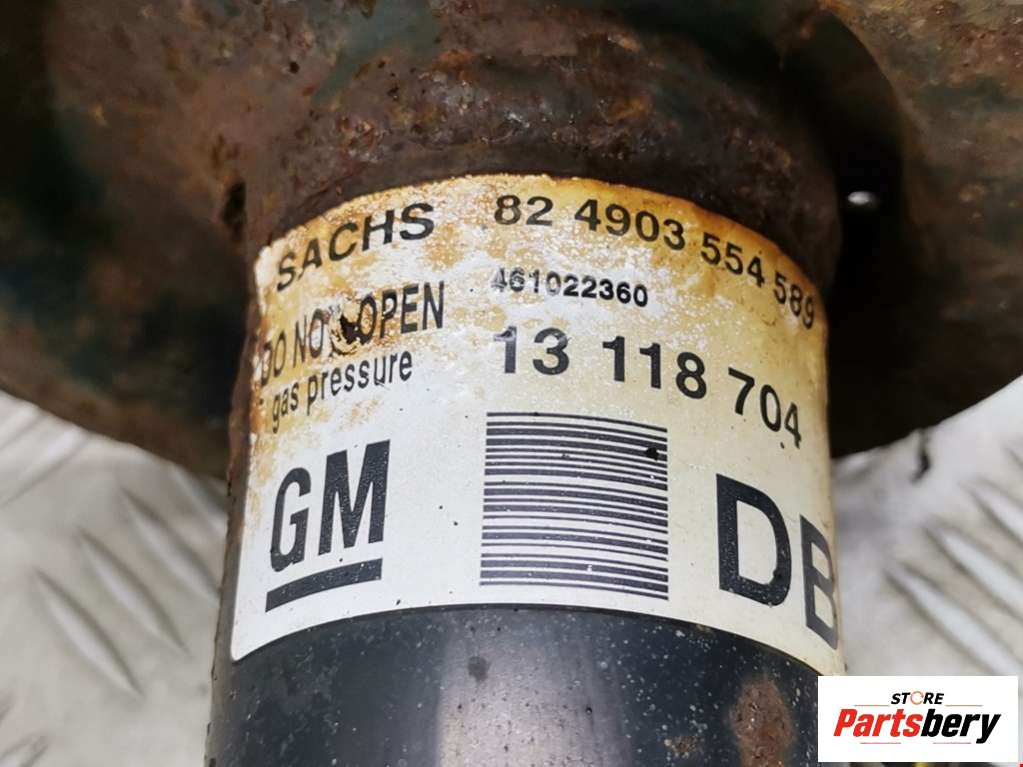 SACHS 82 4903 554 589
461022360
DO NOT OPEN
gas pressure
13 118 704
GM
DB
STORE
Partsbery